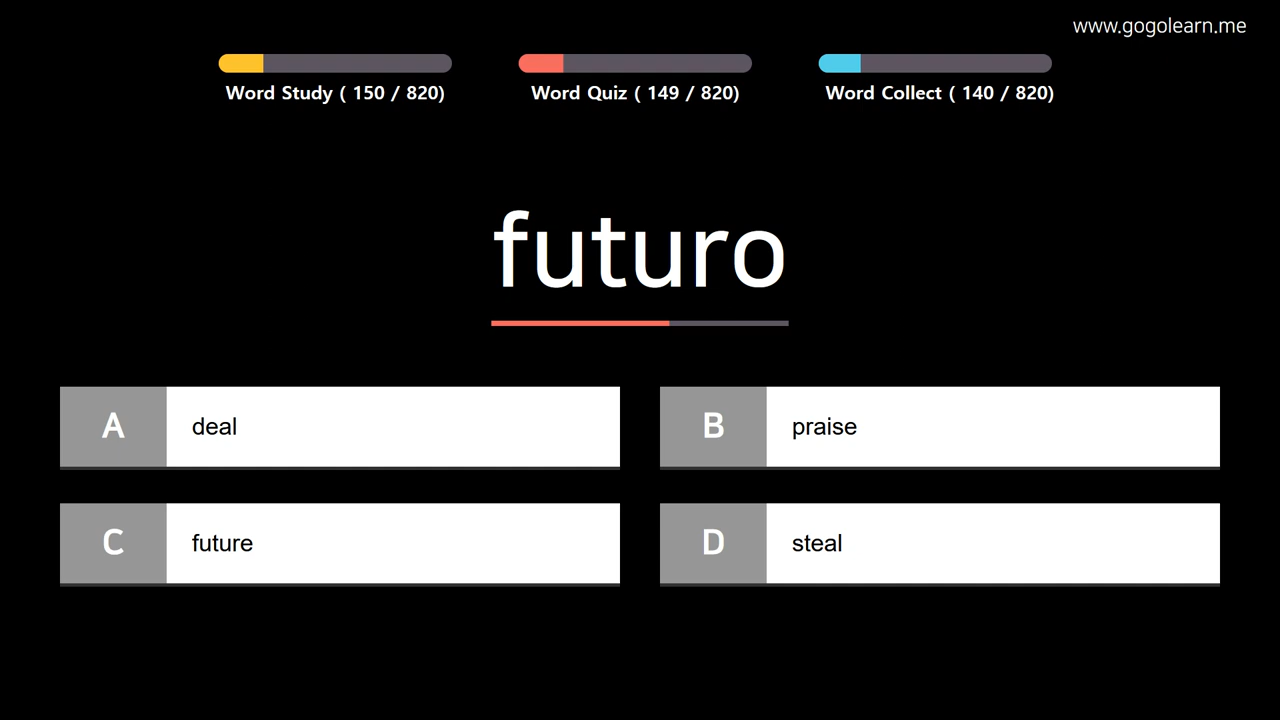 www.gogolearn.me
Word Study ( 150 / 820)
Word Quiz ( 149 / 820)
Word Collect ( 140 / 820)
futuro
A
deal
B
praise
C
future
D
steal